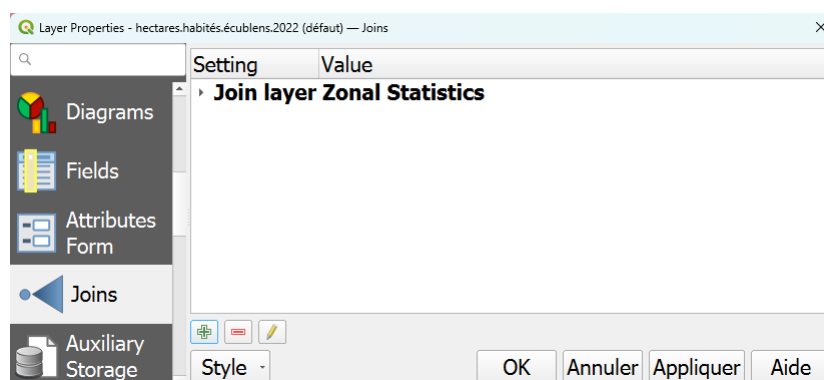 Layer Properties - hectares.habités.écublens.2022 (défaut) — Joins
Setting Value
Join layer Zonal Statistics
Diagrams
Fields
Attributes
Form
Joins
Auxiliary
Storage
Style
OK Annuler Appliquer Aide